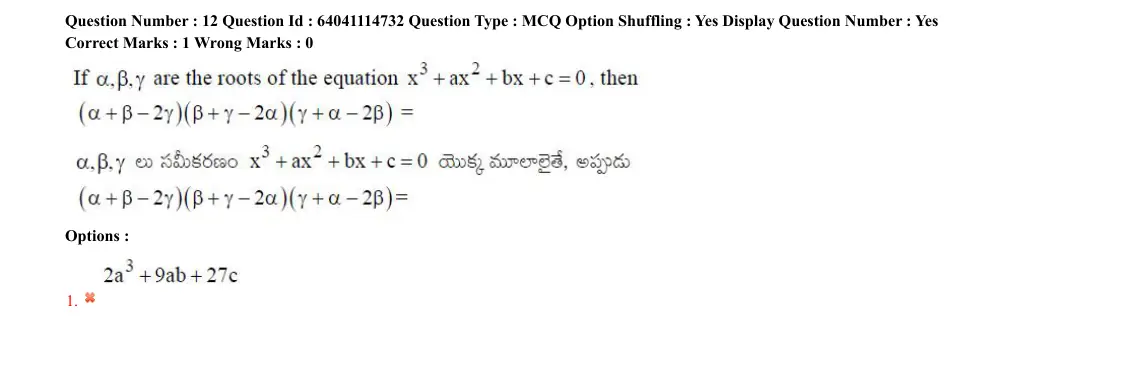 Question Number : 12 Question Id : 64041114732 Question Type : MCQ Option Shuffling : Yes Display Question Number : Yes
Correct Marks : 1 Wrong Marks : 0
If α,β,γ are the roots of the equation x³ + ax² + bx + c = 0, then
(α + β – 2γ)(β + γ – 2α)(γ + α – 2β) =
α,β,γ లు సమీకరణం x³ + ax² + bx + c = 0 యొక్క మూలాలైతే, అప్పుడు
(α + β – 2γ)(β + γ – 2α)(γ + α – 2β)=
Options :
2a³ + 9ab + 27c
1. ✖